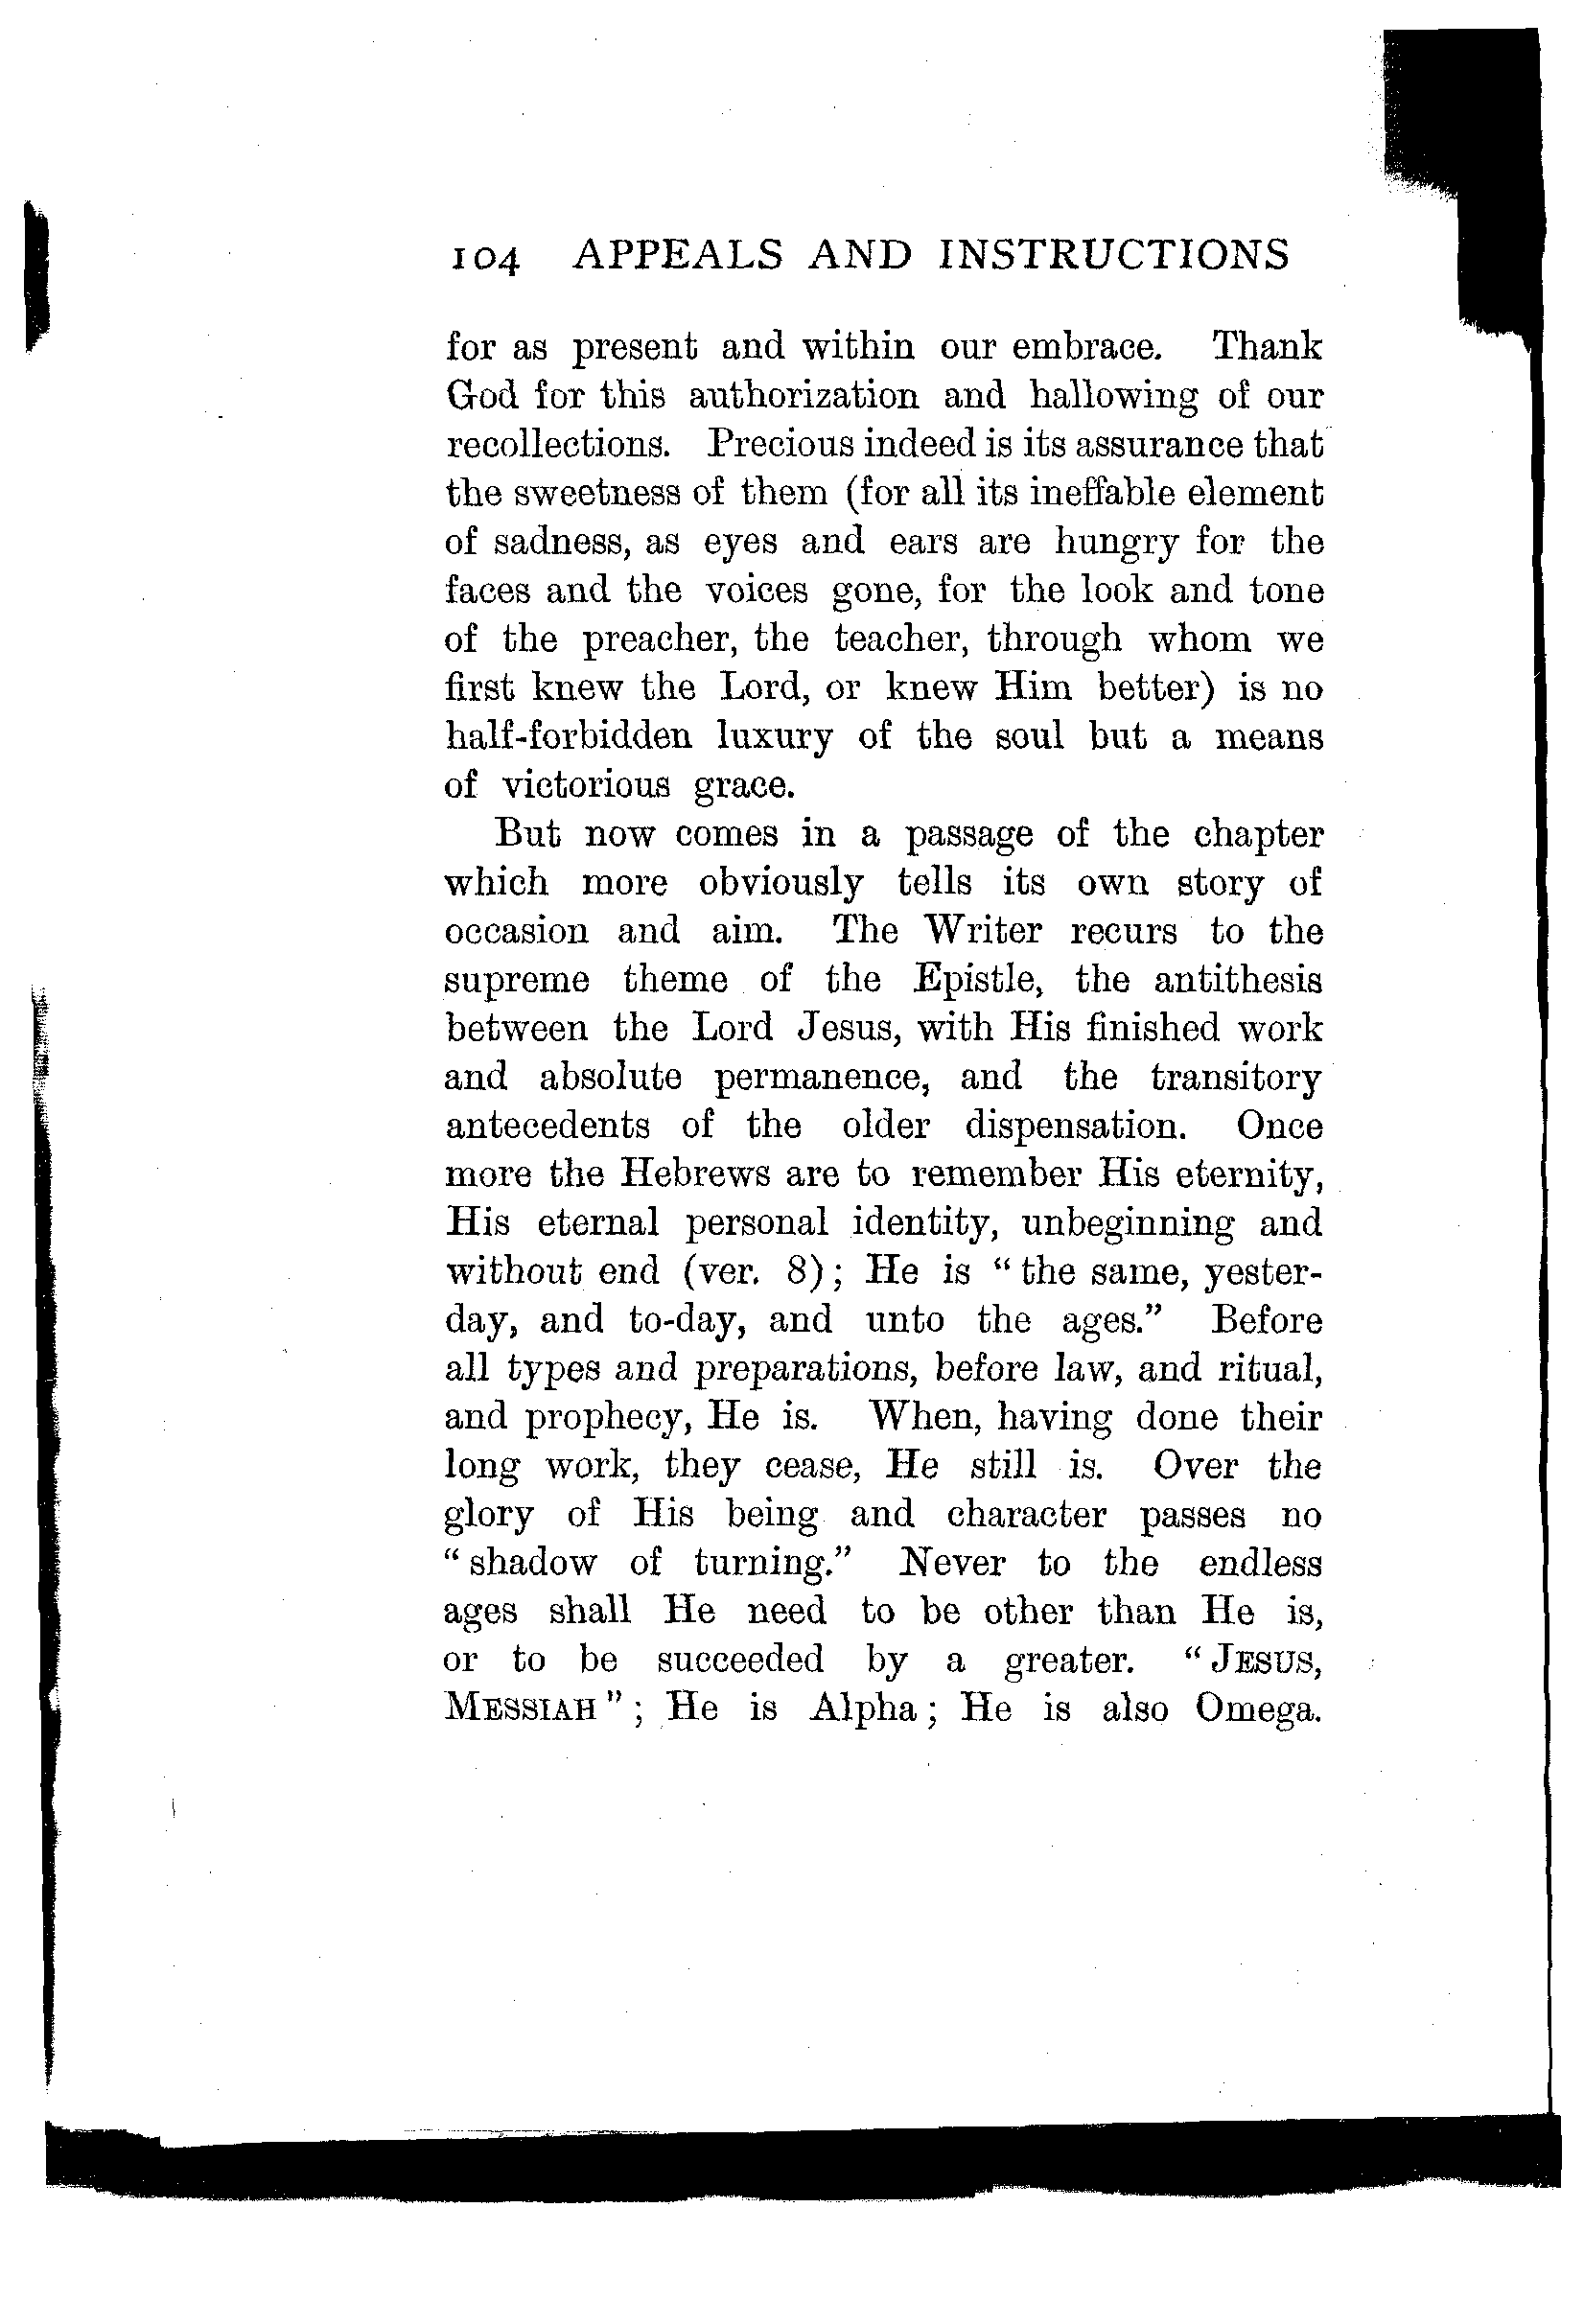 104 APPEALS AND INSTRUCTIONS
for as present and within our embrace. Thank
God for this authorization and hallowing of our
recollections. Precious indeed is its assurance that
the sweetness of them (for all its ineffable element
of sadness, as eyes and ears are hungry for the
faces and the voices gone, for the look and tone
of the preacher, the teacher, through whom we
first knew the Lord, or knew Him better) is no
half-forbidden luxury of the soul but a means
of victorious grace.
But now comes in a passage of the chapter
which more obviously tells its own story of
occasion and aim. The Writer recurs to the
supreme theme of the Epistle, the antithesis
between the Lord Jesus, with His finished work
and absolute permanence, and the transitory
antecedents of the older dispensation. Once
more the Hebrews are to remember His eternity,
His eternal personal identity, unbeginning and
without end (ver. 8); He is “the same, yester-
day, and to-day, and unto the ages.” Before
all types and preparations, before law, and ritual,
and prophecy, He is. When, having done their
long work, they cease, He still is. Over the
glory of His being and character passes no
“shadow of turning.” Never to the endless
ages shall He need to be other than He is,
or to be succeeded by a greater. “JESUS,
MESSIAH”; He is Alpha; He is also Omega.